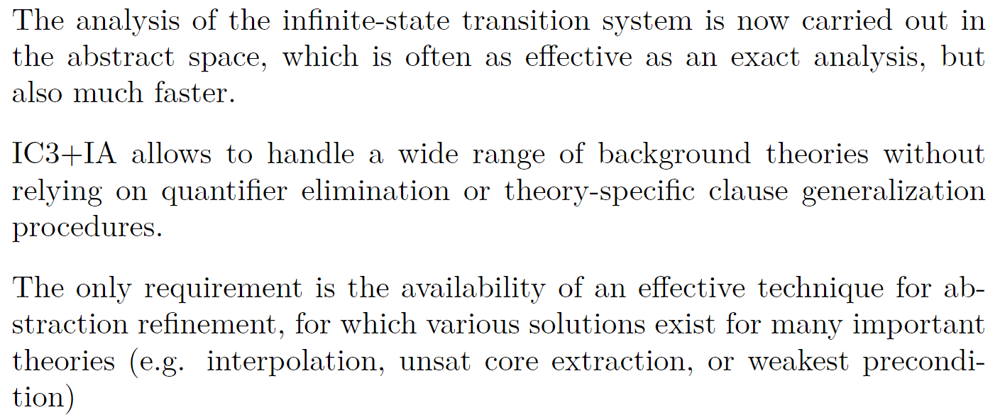 The analysis of the infinite-state transition system is now carried out in
the abstract space, which is often as effective as an exact analysis, but
also much faster.
IC3+IA allows to handle a wide range of background theories without
relying on quantifier elimination or theory-specific clause generalization
procedures.
The only requirement is the availability of an effective technique for ab-
straction refinement, for which various solutions exist for many important
theories (e.g. interpolation, unsat core extraction, or weakest precondi-
tion)